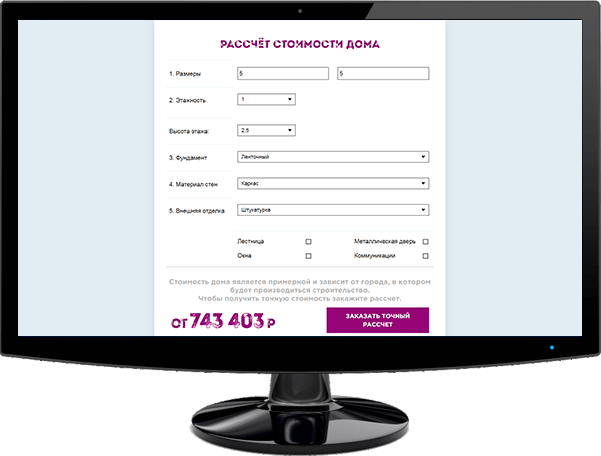 РАССЧЁТ СТОИМОСТИ ДОМА
1. Размеры 5 5
2. Этажность 1
Высота этажа: 2.5
3. Фундамент Ленточный
4. Материал стен Каркас
5. Внешняя отделка Штукатурка
Лестница Металлическая дверь
Окна Коммуникации
Стоимость дома является примерной и зависит от города, в котором
будет производиться строительство.
Чтобы получить точную стоимость закажите рассчет.
ОТ 743 403 Р
ЗАКАЗАТЬ ТОЧНЫЙ
РАССЧЕТ